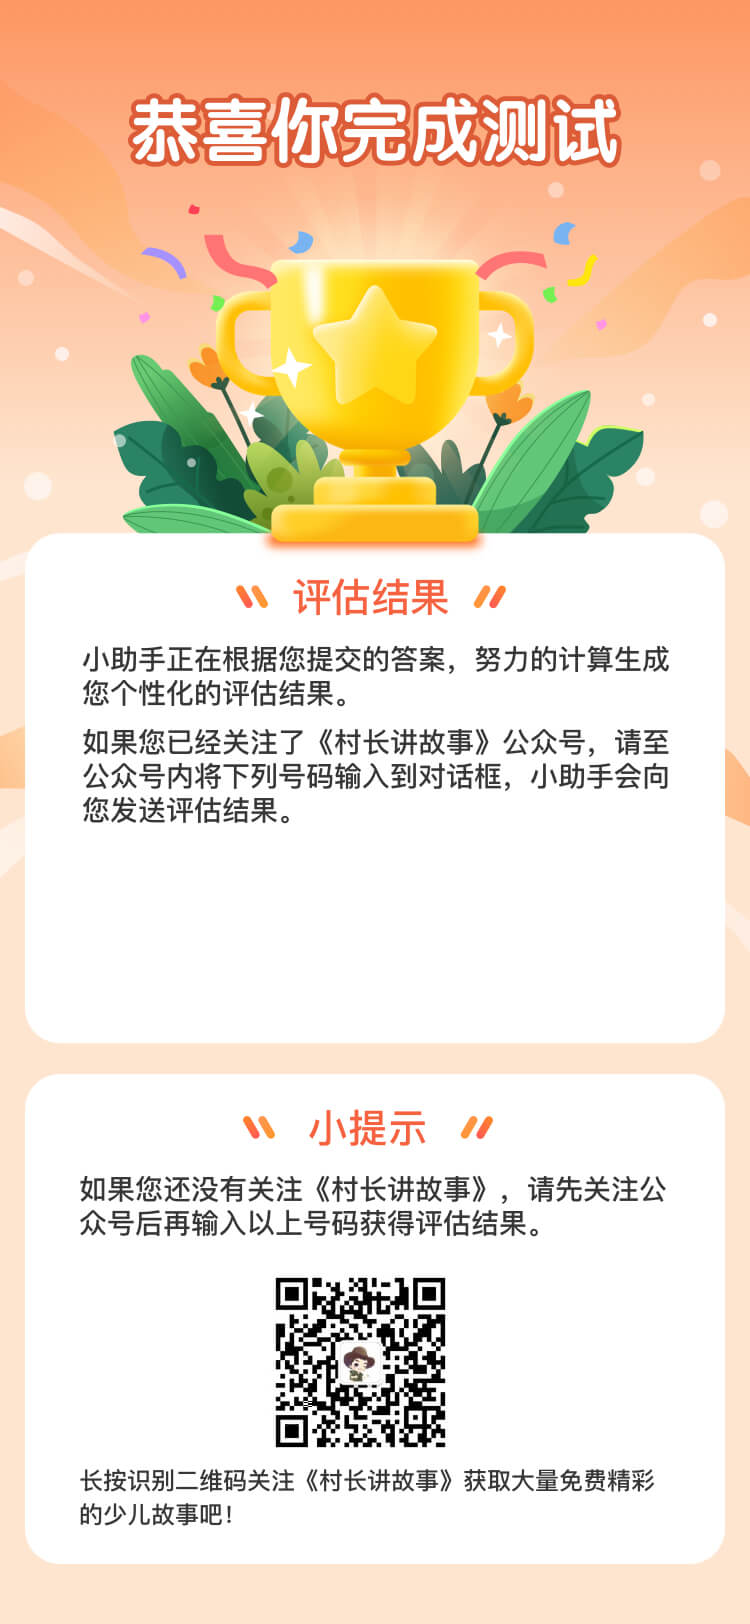 恭喜你完成测试
评估结果
小助手正在根据您提交的答案，努力的计算生成
您个性化的评估结果。
如果您已经关注了《村长讲故事》公众号，请至
公众号内将下列号码输入到对话框，小助手会向
您发送评估结果。
小提示
如果您还没有关注《村长讲故事》，请先关注公
众号后再输入以上号码获得评估结果。
长按识别二维码关注《村长讲故事》获取大量免费精彩
的少儿故事吧！